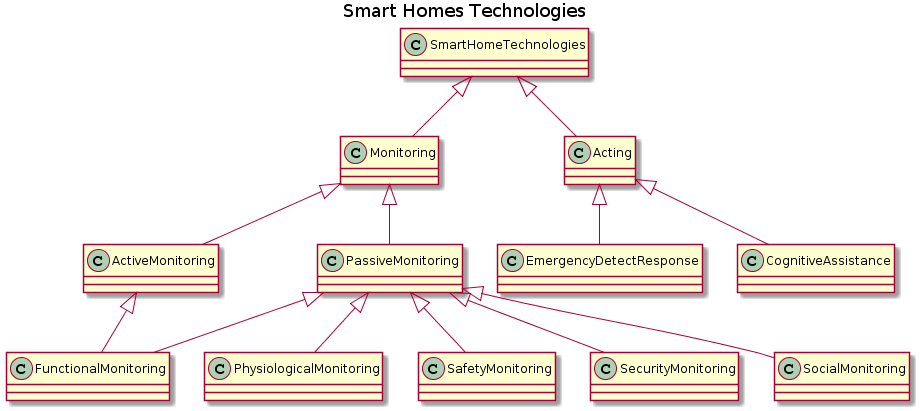 Smart Homes Technologies
C SmartHomeTechnologies
C Monitoring
C Acting
C ActiveMonitoring
C PassiveMonitoring
C EmergencyDetectResponse
C CognitiveAssistance
C FunctionalMonitoring
C PhysiologicalMonitoring
C SafetyMonitoring
C SecurityMonitoring
C SocialMonitoring